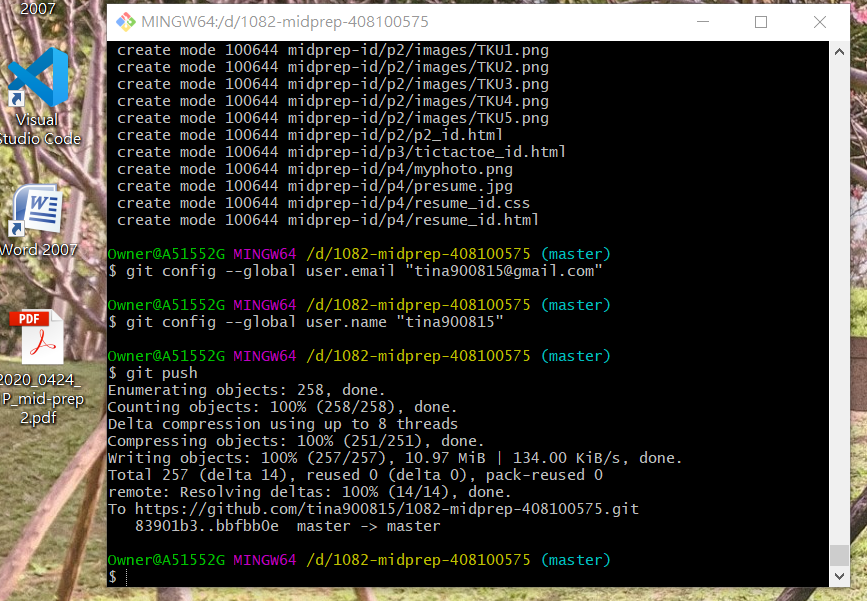 2007
Visual
Studio Code
Word 2007
PDF
2020_0424_
P_mid-prep
2.pdf
MINGW64:/d/1082-midprep-408100575
create mode 100644 midprep-id/p2/images/TKU1.png
create mode 100644 midprep-id/p2/images/TKU2.png
create mode 100644 midprep-id/p2/images/TKU3.png
create mode 100644 midprep-id/p2/images/TKU4.png
create mode 100644 midprep-id/p2/images/TKU5.png
create mode 100644 midprep-id/p2/p2_id.html
create mode 100644 midprep-id/p3/tictactoe_id.html
create mode 100644 midprep-id/p4/myphoto.png
create mode 100644 midprep-id/p4/presume.jpg
create mode 100644 midprep-id/p4/resume_id.css
create mode 100644 midprep-id/p4/resume_id.html
Owner@A51552G MINGW64 /d/1082-midprep-408100575 (master)
$ git config --global user.email "tina900815@gmail.com"
Owner@A51552G MINGW64 /d/1082-midprep-408100575 (master)
$ git config --global user.name "tina900815"
Owner@A51552G MINGW64 /d/1082-midprep-408100575 (master)
$ git push
Enumerating objects: 258, done.
Counting objects: 100% (258/258), done.
Delta compression using up to 8 threads
Compressing objects: 100% (251/251), done.
Writing objects: 100% (257/257), 10.97 MiB | 134.00 KiB/s, done.
Total 257 (delta 14), reused 0 (delta 0), pack-reused 0
remote: Resolving deltas: 100% (14/14), done.
To https://github.com/tina900815/1082-midprep-408100575.git
83901b3..bbfbb0e master -> master
Owner@A51552G MINGW64 /d/1082-midprep-408100575 (master)
$